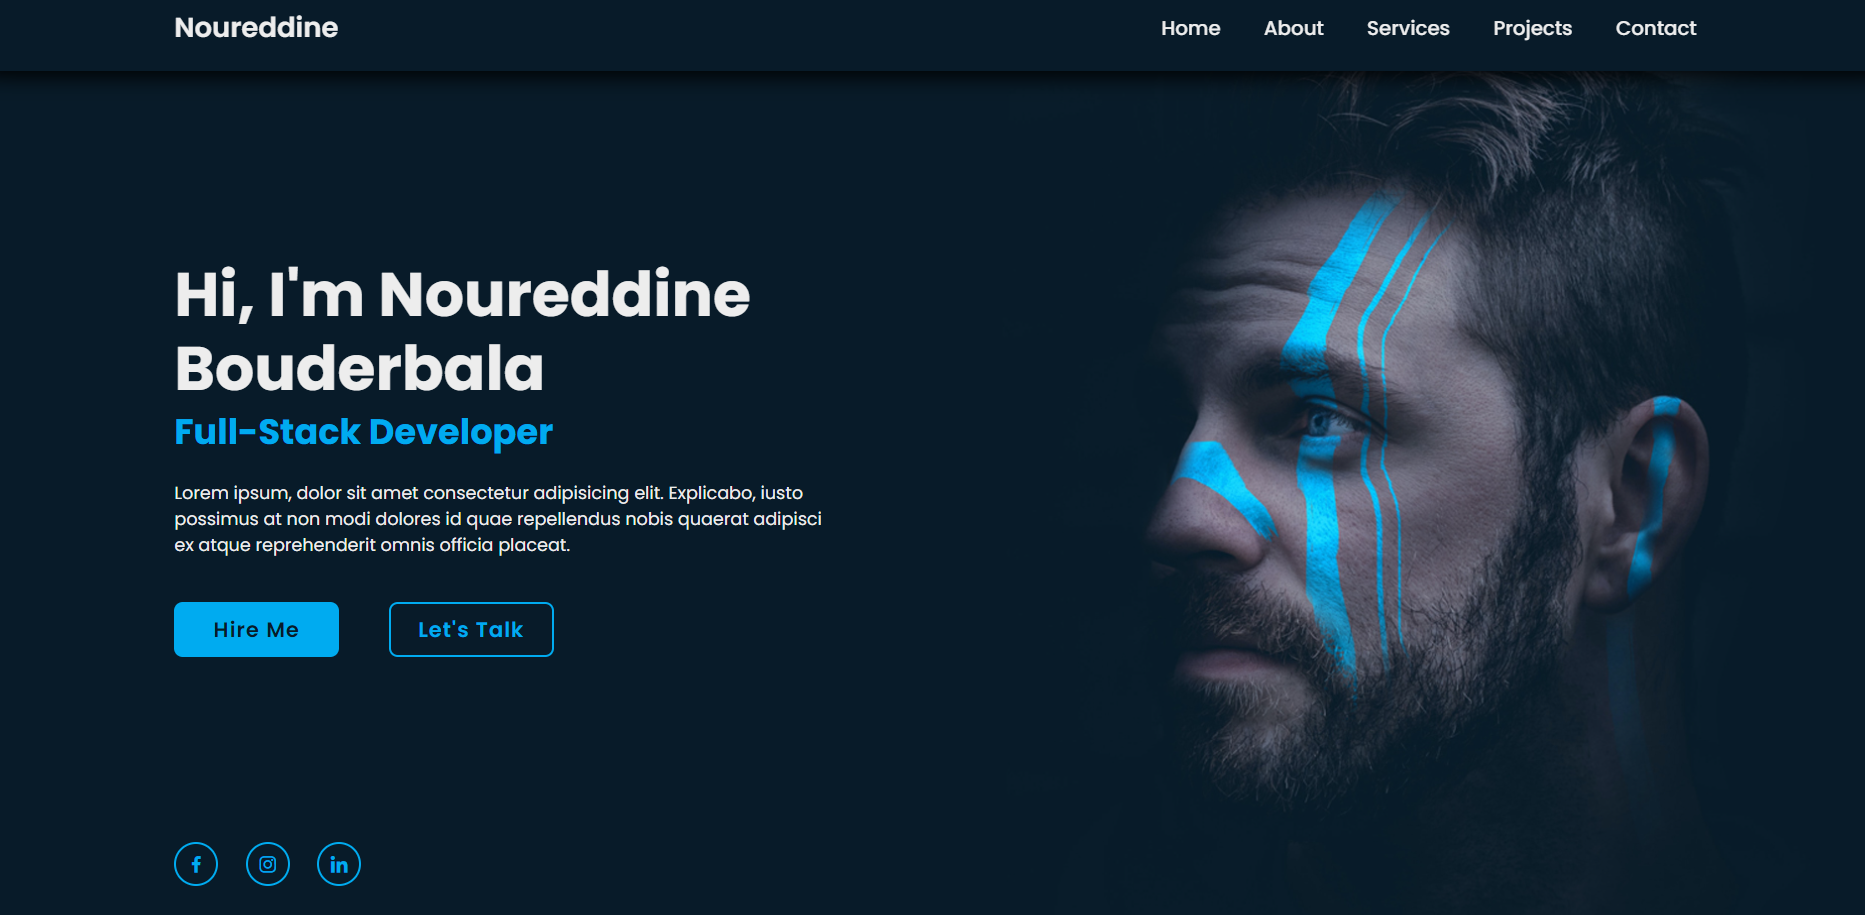 Noureddine
Home About Services Projects Contact
Hi, I'm Noureddine
Bouderbala
Full-Stack Developer
Lorem ipsum, dolor sit amet consectetur adipisicing elit. Explicabo, iusto
possimus at non modi dolores id quae repellendus nobis quaerat adipisci
ex atque reprehenderit omnis officia placeat.
Hire Me
Let's Talk